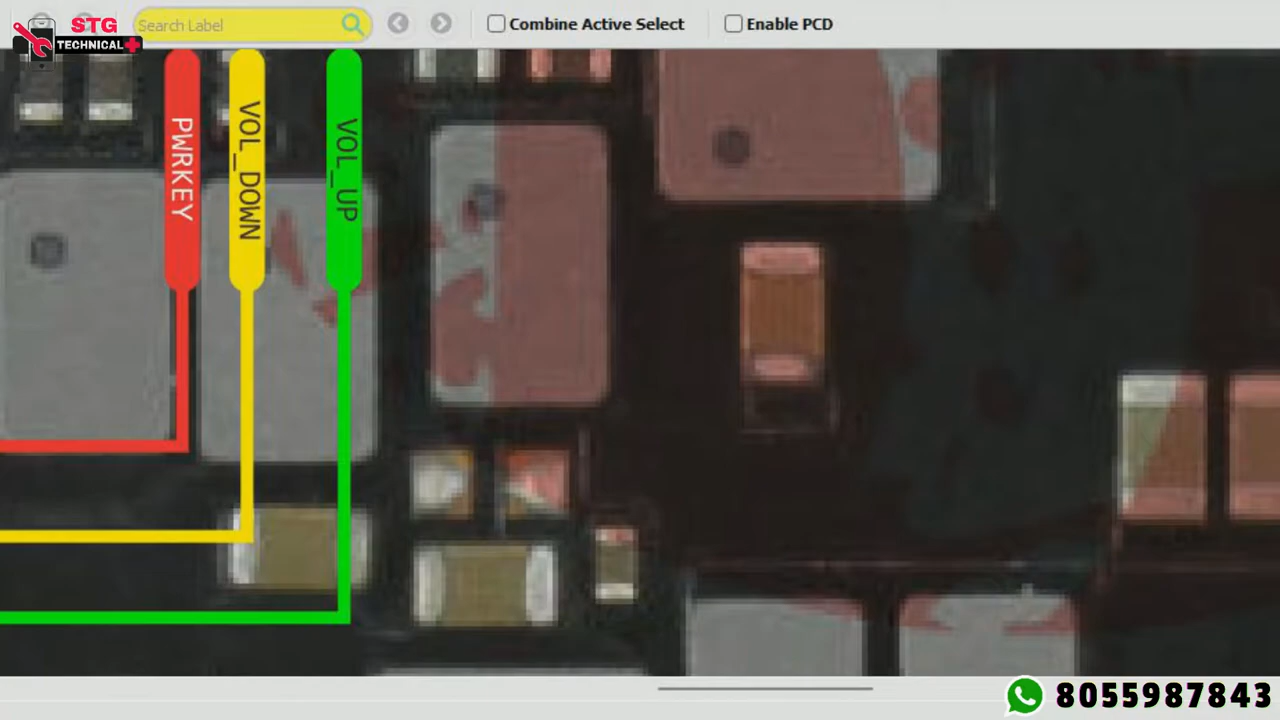 STG
TECHNICAL
Search Label
Combine Active Select
Enable PCD
PWRKEY
VOL_DOWN
VOL_UP
8055987843